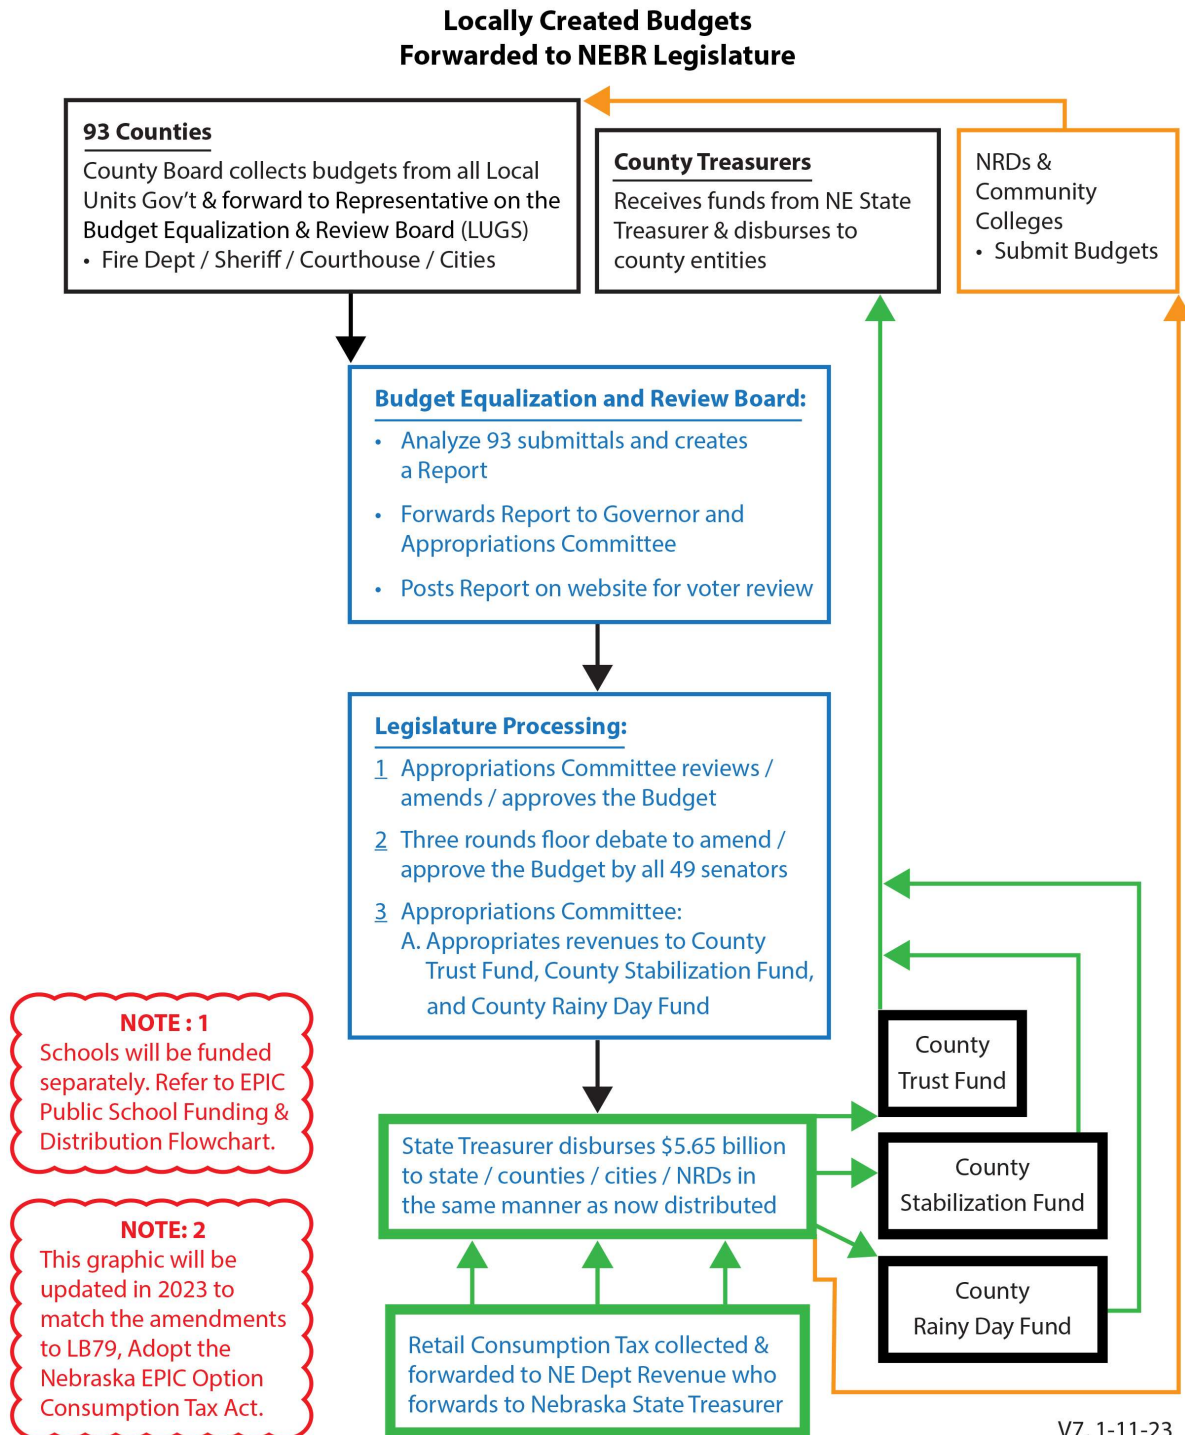 Locally Created Budgets
Forwarded to NEBR Legislature
93 Counties
County Board collects budgets from all Local
Units Gov't & forward to Representative on the
Budget Equalization & Review Board (LUGS)
• Fire Dept / Sheriff / Courthouse / Cities
County Treasurers
Receives funds from NE State
Treasurer & disburses to
county entities
NRDs &
Community
Colleges
• Submit Budgets
Budget Equalization and Review Board:
• Analyze 93 submittals and creates
a Report
• Forwards Report to Governor and
Appropriations Committee
• Posts Report on website for voter review
Legislature Processing:
1 Appropriations Committee reviews /
amends / approves the Budget
2 Three rounds floor debate to amend /
approve the Budget by all 49 senators
3 Appropriations Committee:
A. Appropriates revenues to County
Trust Fund, County Stabilization Fund,
and County Rainy Day Fund
NOTE : 1
Schools will be funded
separately. Refer to EPIC
Public School Funding &
Distribution Flowchart.
NOTE: 2
This graphic will be
updated in 2023 to
match the amendments
to LB79, Adopt the
Nebraska EPIC Option
Consumption Tax Act.
State Treasurer disburses $5.65 billion
to state / counties / cities / NRDs in
the same manner as now distributed
Retail Consumption Tax collected &
forwarded to NE Dept Revenue who
forwards to Nebraska State Treasurer
County
Trust Fund
County
Stabilization Fund
County
Rainy Day Fund
V7. 1-11-23